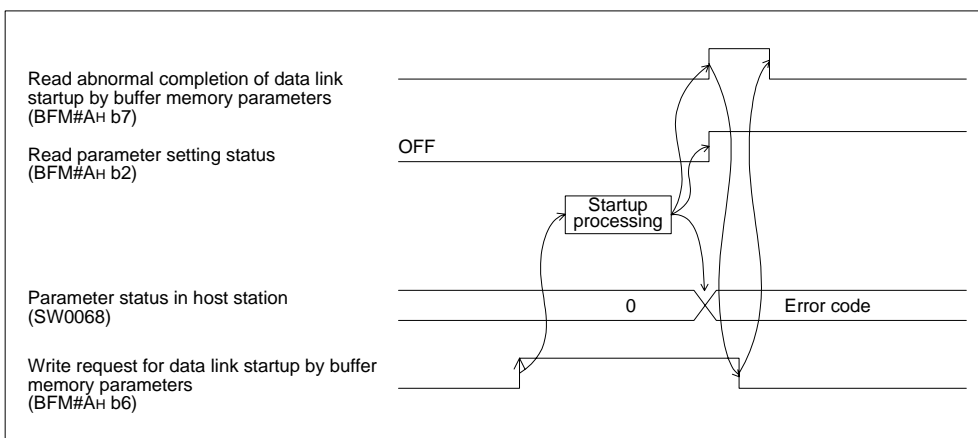 Read abnormal completion of data link
startup by buffer memory parameters
(BFM#AH b7)
Read parameter setting status
(BFM#AH b2)
OFF
Startup
processing
Parameter status in host station
(SW0068)
0
Error code
Write request for data link startup by buffer
memory parameters
(BFM#AH b6)